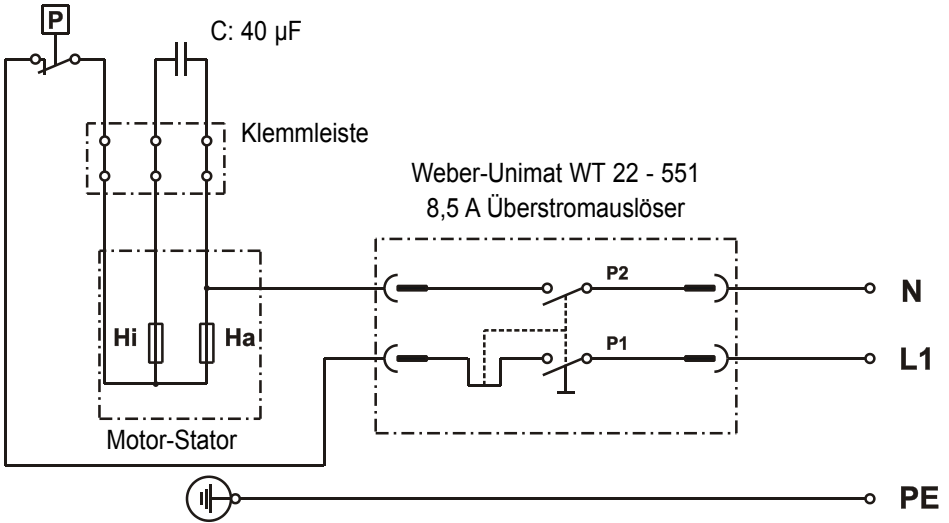 P
C: 40 µF
Klemmleiste
Weber-Unimat WT 22 - 551
8,5 A Überstromauslöser
P2
N
Hi
Ha
P1
L1
Motor-Stator
PE